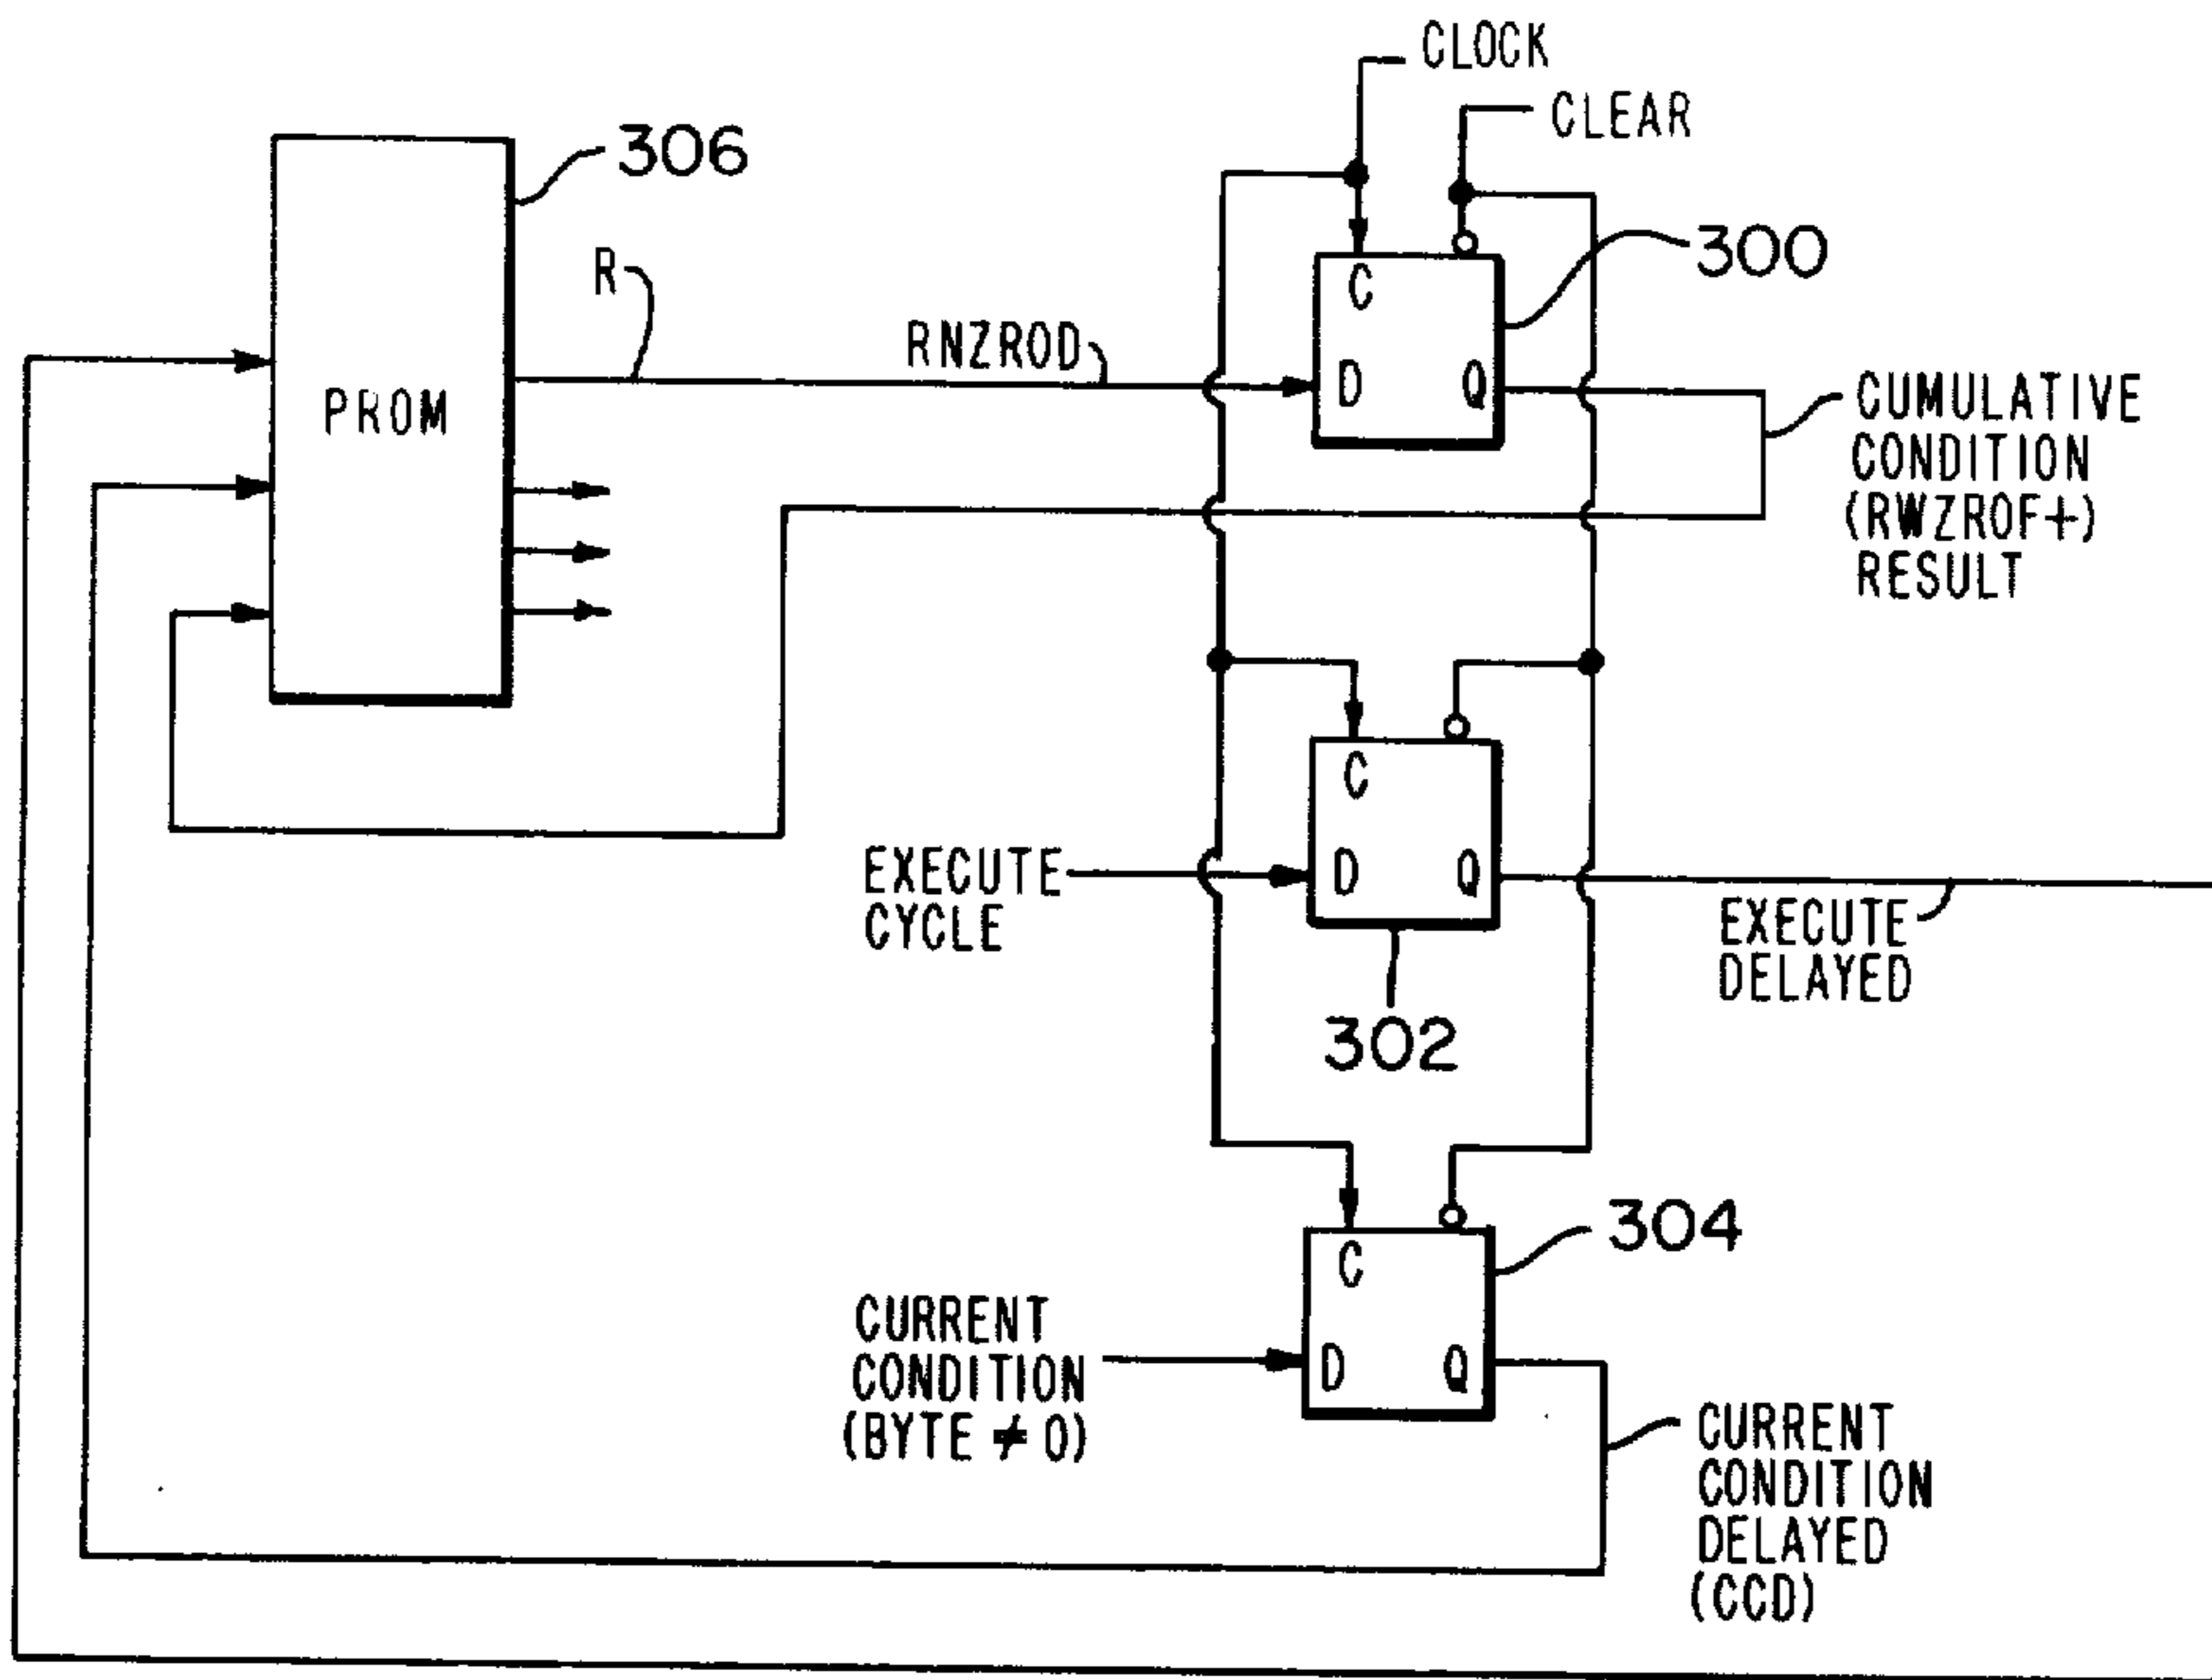 CLOCK
CLEAR
306
300
R
RNZROD
C
D
Q
PROM
CUMULATIVE
CONDITION
(RWZROF+)
RESULT
C
D
Q
EXECUTE
CYCLE
EXECUTE
DELAYED
302
304
C
D
Q
CURRENT
CONDITION
(BYTE ≠ 0)
CURRENT
CONDITION
DELAYED
(CCD)